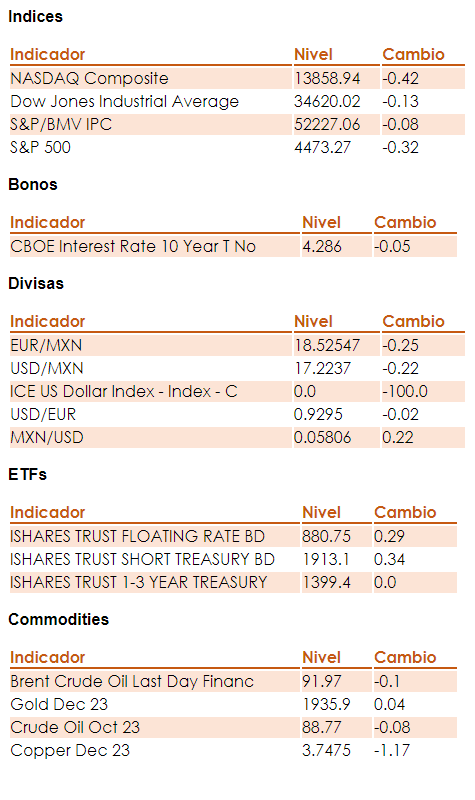 Indices
Indicador Nivel Cambio
NASDAQ Composite 13858.94 -0.42
Dow Jones Industrial Average 34620.02 -0.13
S&P/BMV IPC 52227.06 -0.08
S&P 500 4473.27 -0.32
Bonos
Indicador Nivel Cambio
CBOE Interest Rate 10 Year T No 4.286 -0.05
Divisas
Indicador Nivel Cambio
EUR/MXN 18.52547 -0.25
USD/MXN 17.2237 -0.22
ICE US Dollar Index - Index - C 0.0 -100.0
USD/EUR 0.9295 -0.02
MXN/USD 0.05806 0.22
ETFs
Indicador Nivel Cambio
ISHARES TRUST FLOATING RATE BD 880.75 0.29
ISHARES TRUST SHORT TREASURY BD 1913.1 0.34
ISHARES TRUST 1-3 YEAR TREASURY 1399.4 0.0
Commodities
Indicador Nivel Cambio
Brent Crude Oil Last Day Financ 91.97 -0.1
Gold Dec 23 1935.9 0.04
Crude Oil Oct 23 88.77 -0.08
Copper Dec 23 3.7475 -1.17